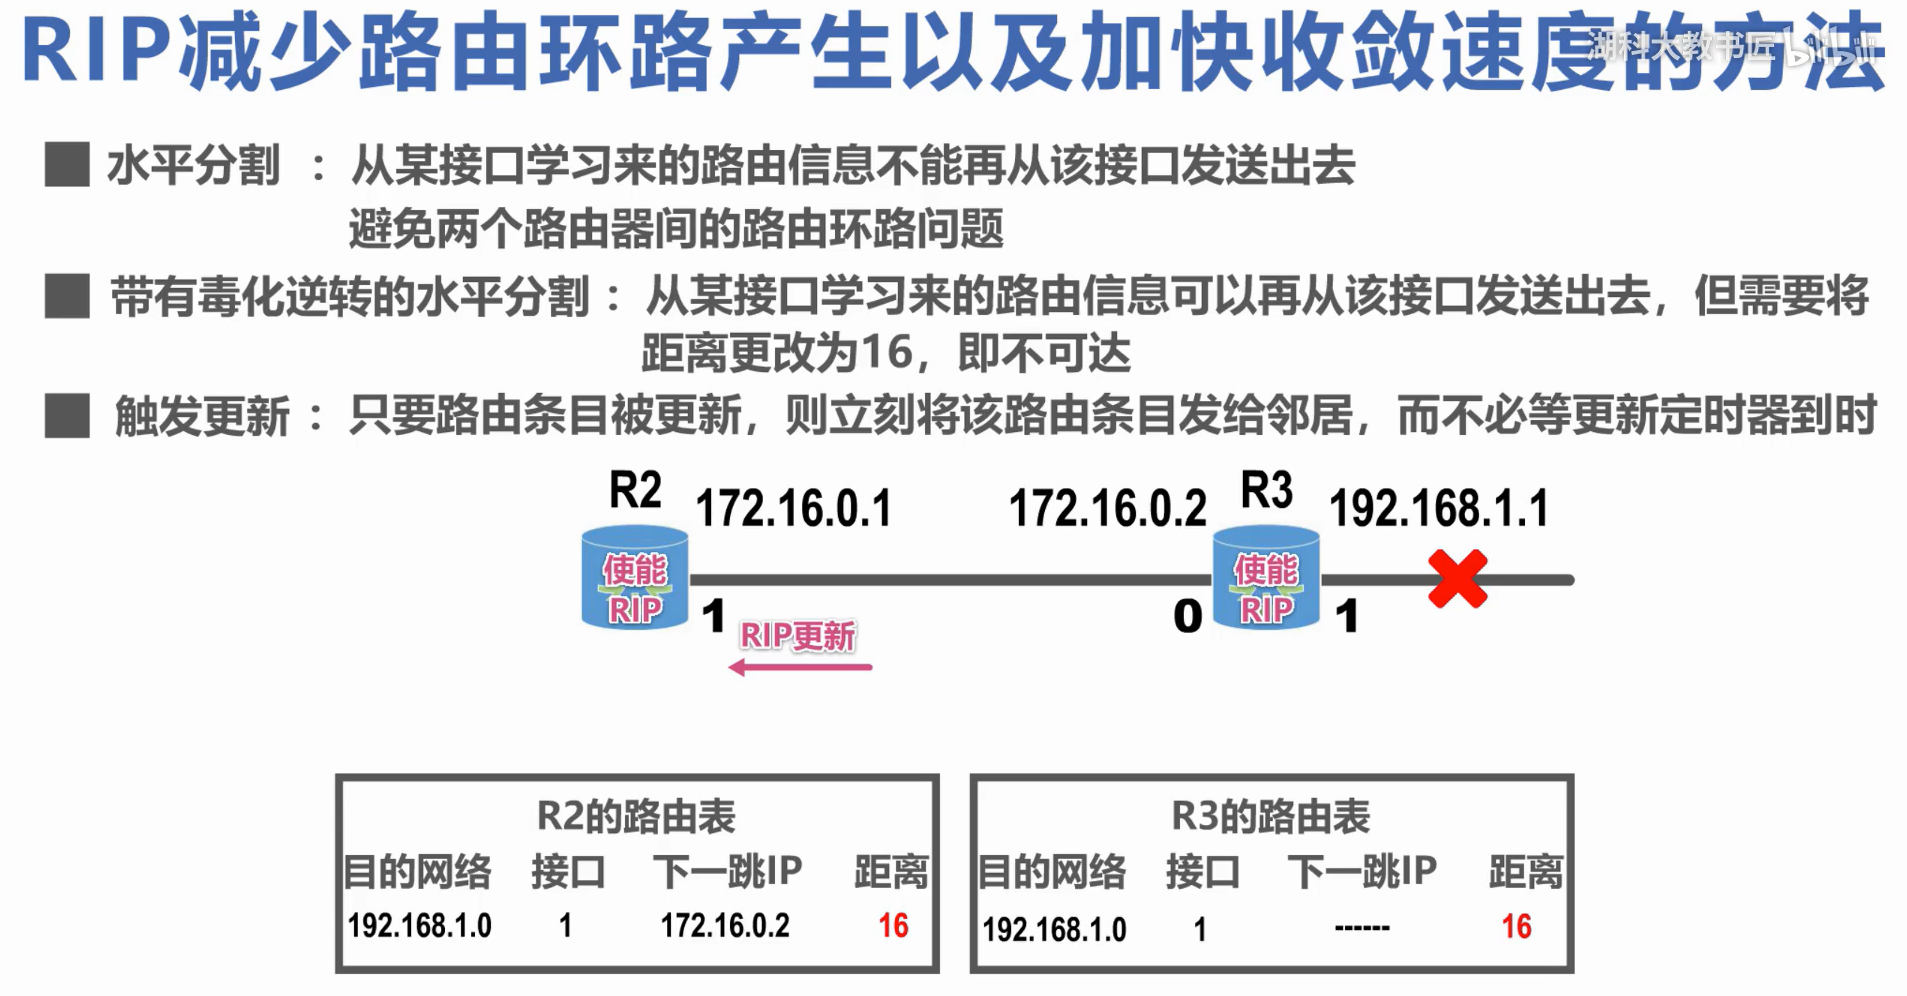 RIP减少路由环路产生以及加快收敛速度的方法
湖科大教书匠 bilibili
水平分割 ：从某接口学习来的路由信息不能再从该接口发送出去
避免两个路由器间的路由环路问题
带有毒化逆转的水平分割：从某接口学习来的路由信息可以再从该接口发送出去，但需要将
距离更改为16，即不可达
触发更新：只要路由条目被更新，则立刻将该路由条目发给邻居，而不必等更新定时器到时
R2 172.16.0.1 172.16.0.2 R3 192.168.1.1
使能 使能
RIP RIP
1 0 1
RIP更新
R2的路由表
目的网络 接口 下一跳IP 距离
192.168.1.0 1 172.16.0.2 16
R3的路由表
目的网络 接口 下一跳IP 距离
192.168.1.0 1 ------ 16